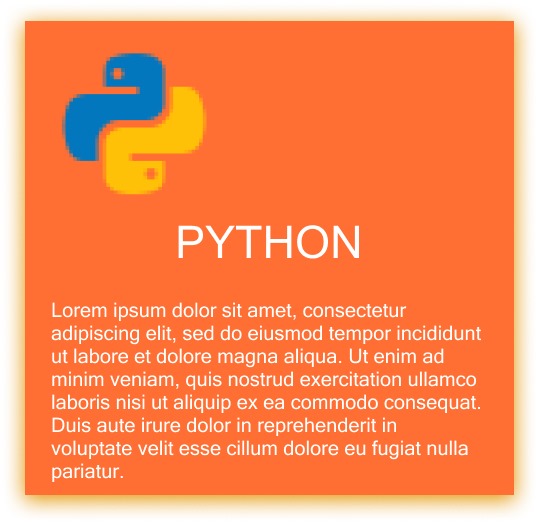 PYTHON
Lorem ipsum dolor sit amet, consectetur
adipiscing elit, sed do eiusmod tempor incididunt
ut labore et dolore magna aliqua. Ut enim ad
minim veniam, quis nostrud exercitation ullamco
laboris nisi ut aliquip ex ea commodo consequat.
Duis aute irure dolor in reprehenderit in
voluptate velit esse cillum dolore eu fugiat nulla
pariatur.